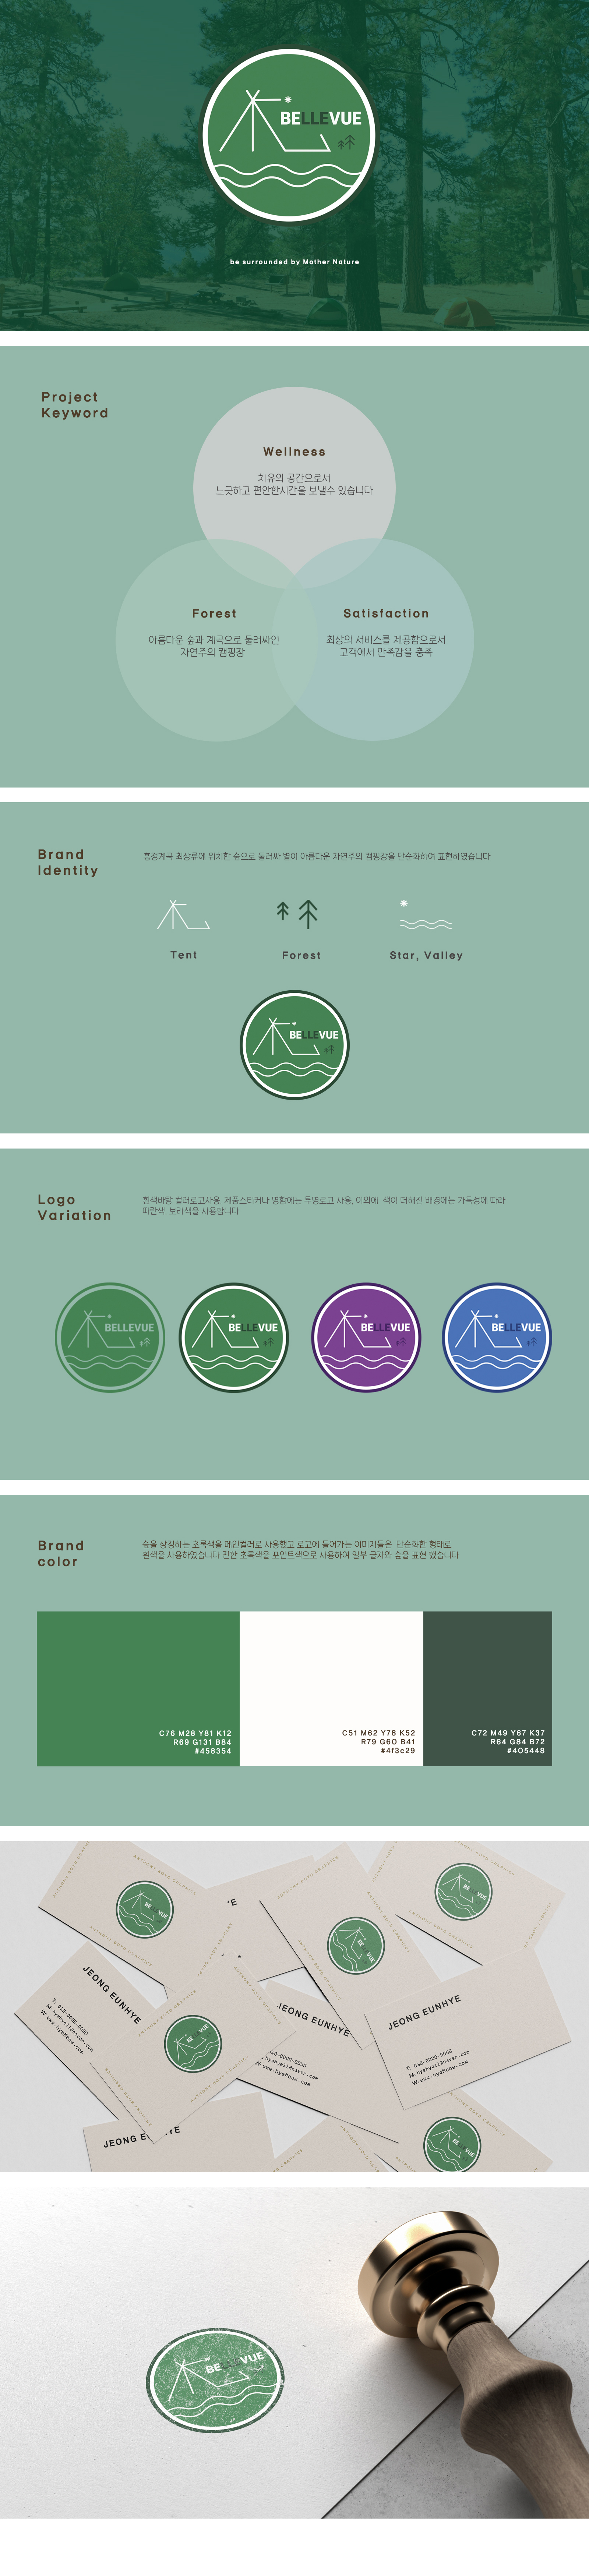 BELLEVUE
be surrounded by Mother Nature
Project
Keyword
Wellness
치유의 공간으로서
느긋하고 편안한시간을 보낼수 있습니다
Forest
아름다운 숲과 계곡으로 둘러싸인
자연주의 캠핑장
Satisfaction
최상의 서비스를 제공함으로서
고객에서 만족감을 충족
Brand
Identity
흥정계곡 최상류에 위치한 숲으로 둘러싸 별이 아름다운 자연주의 캠핑장을 단순화하여 표현하였습니다
Tent
Forest
Star, Valley
BELLEVUE
Logo
Variation
흰색바탕 컬러로고사용, 제품스티커나 명함에는 투명로고 사용, 이외에 색이 더해진 배경에는 가독성에 따라
파란색, 보라색을 사용합니다
BELLEVUE
BELLEVUE
BELLEVUE
BELLEVUE
Brand
color
숲을 상징하는 초록색을 메인컬러로 사용했고 로고에 들어가는 이미지들은 단순화한 형태로
흰색을 사용하였습니다 진한 초록색을 포인트색으로 사용하여 일부 글자와 숲을 표현 했습니다
C76 M28 Y81 K12
R69 G131 B84
#458354
C51 M62 Y78 K52
R79 G60 B41
#4f3c29
C72 M49 Y67 K37
R64 G84 B72
#405448
ANTHONY BOYD GRAPHICS
BELLEVUE
JEONG EUNHYE
T: 010-0000-0000
M: hyehyell@naver.com
W: www.hyeMeow.com
JEONG EUNHYE
JEONG EUNHYE
T: 010-0000-0000
M: hyehyell@naver.com
W: www.hyeMeow.com
JEONG EUNHYE
BELLEVUE